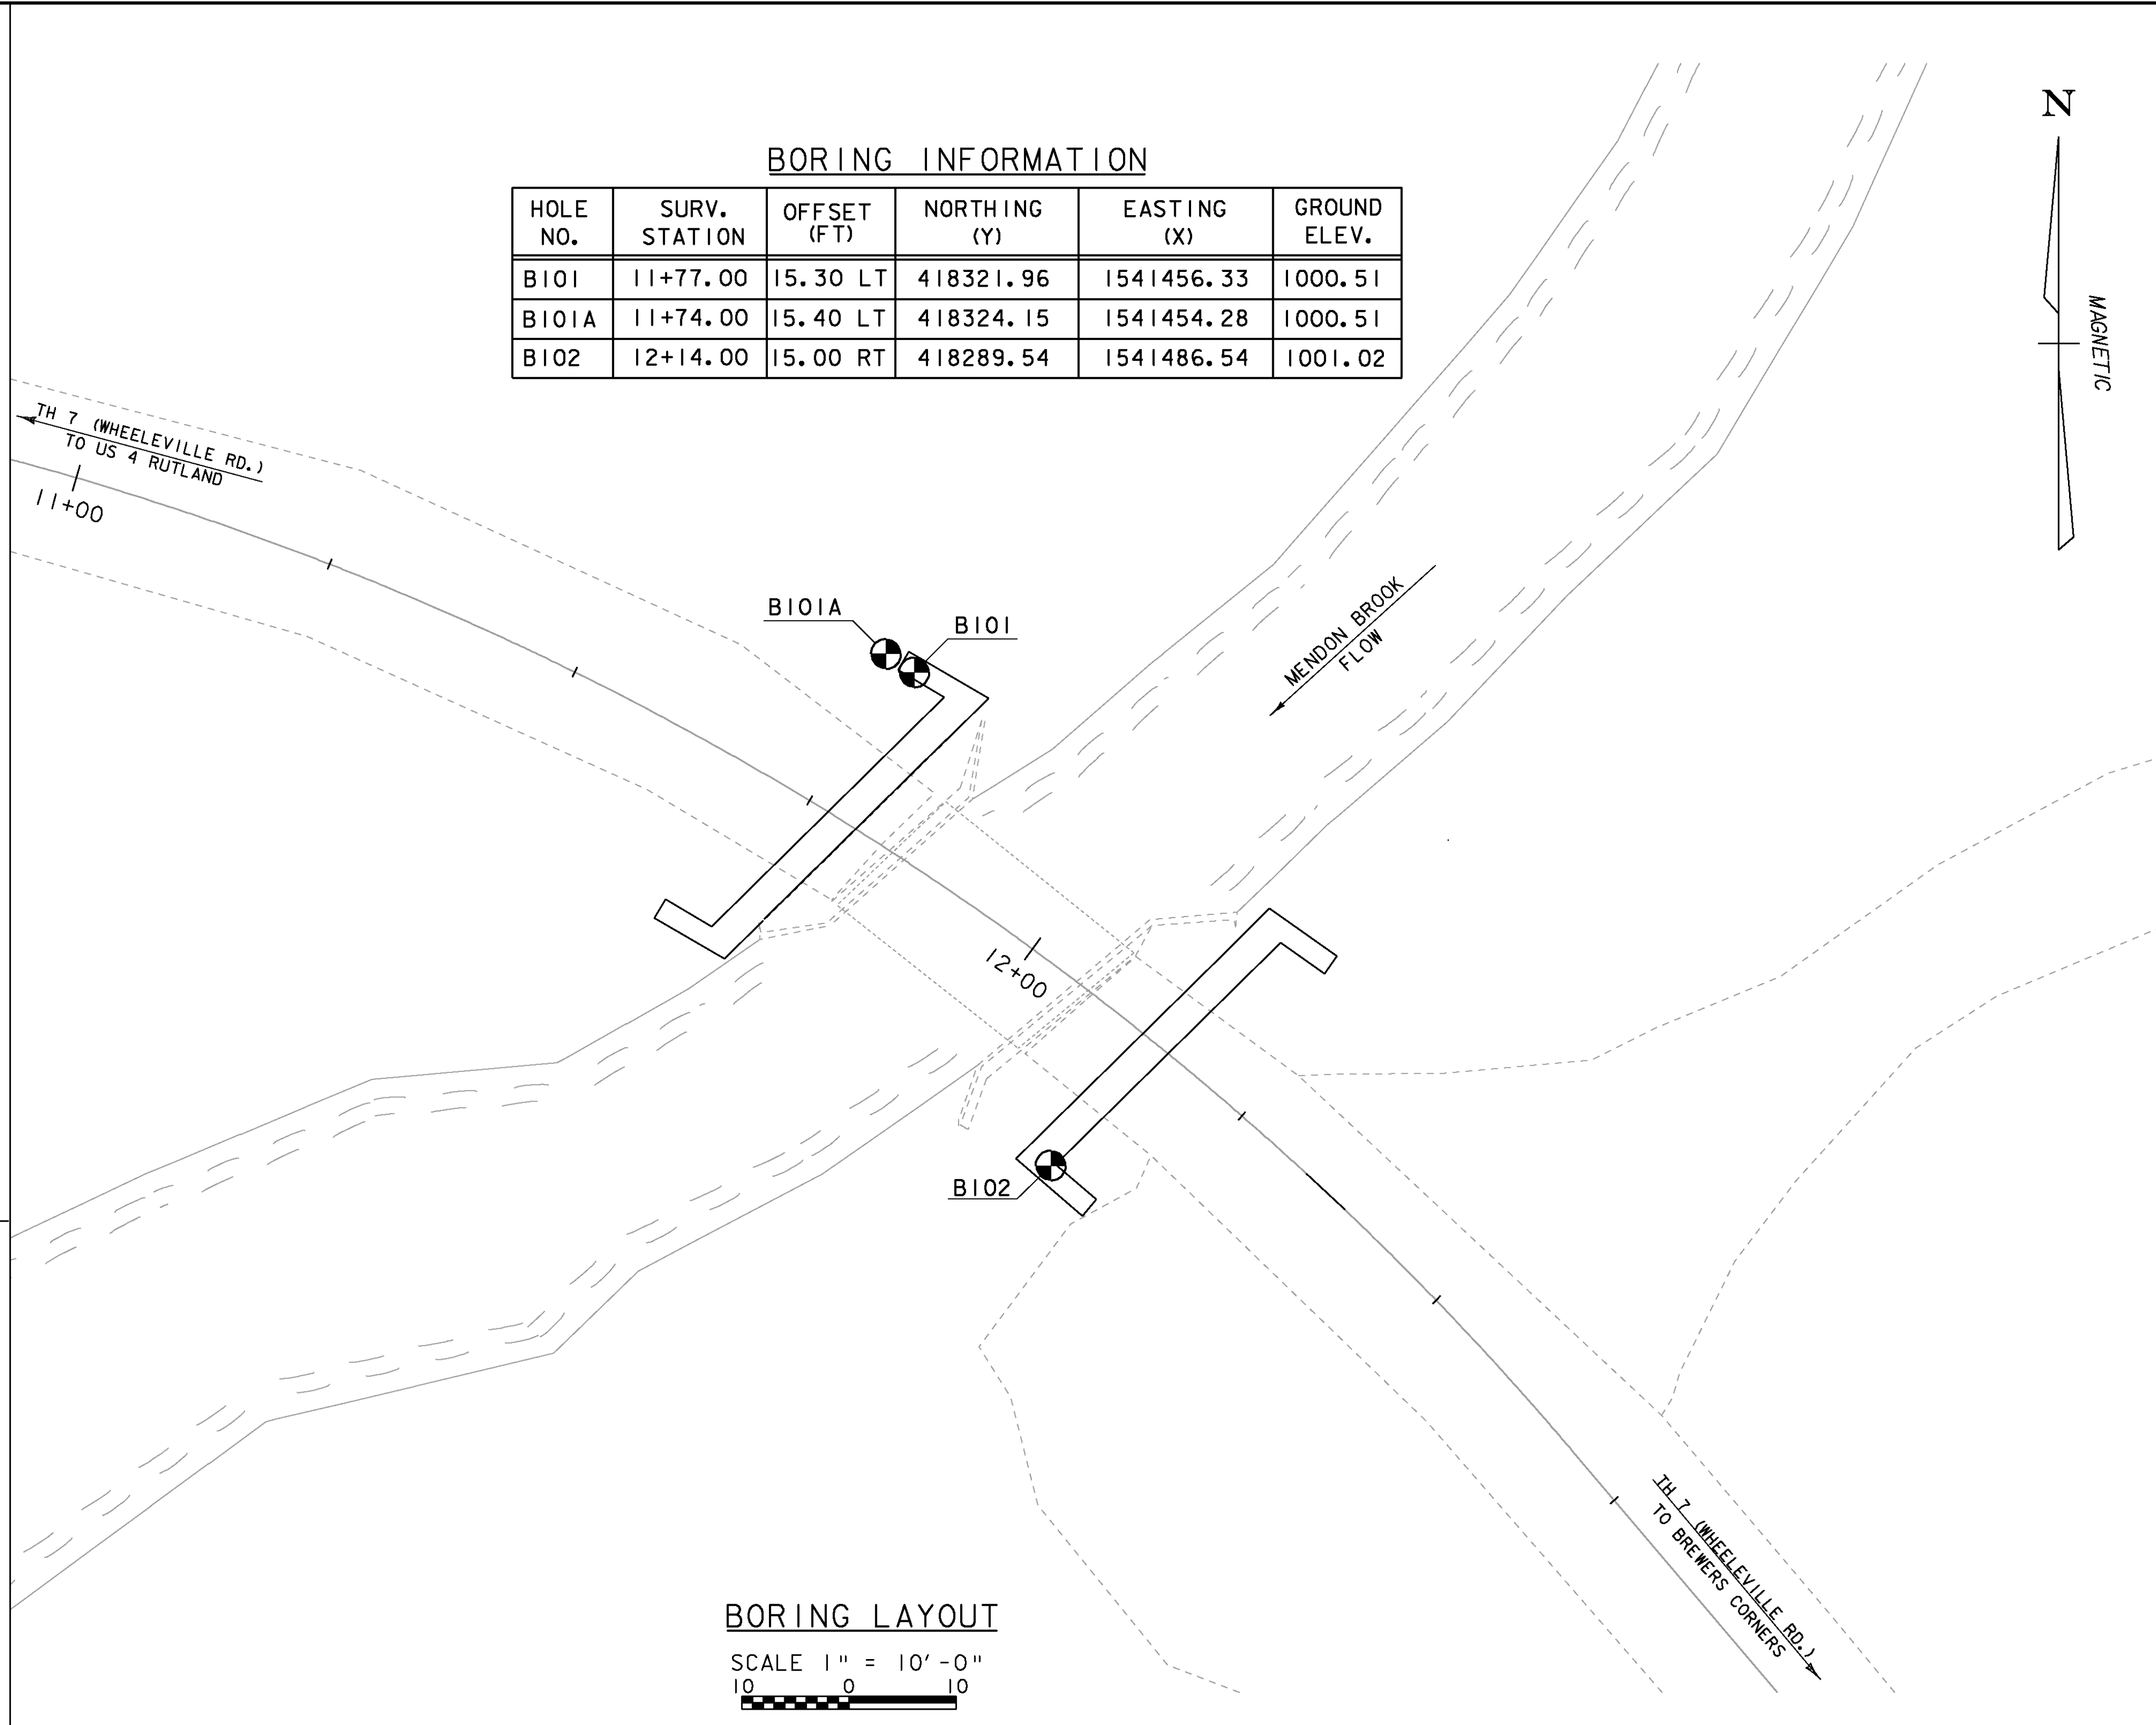 N
MAGNETIC
BORING INFORMATION
HOLE NO. SURV. STATION OFFSET (FT) NORTHING (Y) EASTING (X) GROUND ELEV.
B101 11+77.00 15.30 LT 418321.96 1541456.33 1000.51
B101A 11+74.00 15.40 LT 418324.15 1541454.28 1000.51
B102 12+14.00 15.00 RT 418289.54 1541486.54 1001.02
TH 7 (WHEELEVILLE RD.)
TO US 4 RUTLAND
11+00
B101A
B101
MENDON BROOK
FLOW
12+00
B102
TH 7 (WHEELEVILLE RD.)
TO BREWERS CORNERS
BORING LAYOUT
SCALE 1" = 10'-0"
10 0 10